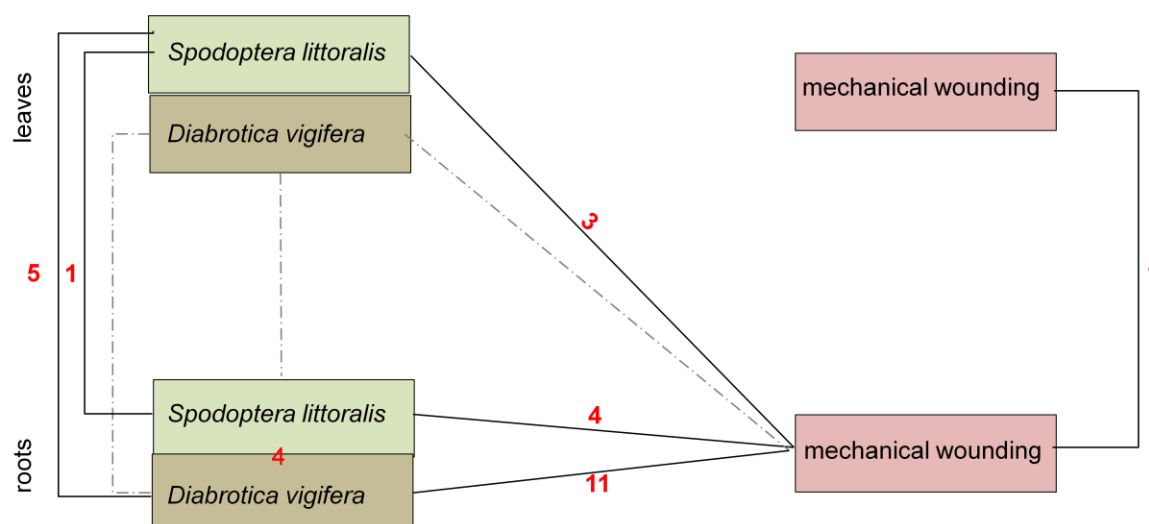 leaves
Spodoptera littoralis
mechanical wounding
Diabrotica vigifera
3
5
1
roots
Spodoptera littoralis
4
mechanical wounding
4
Diabrotica vigifera
11